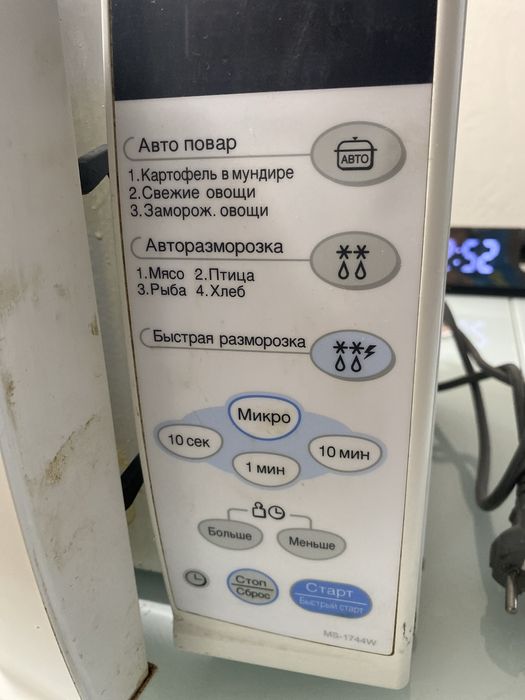 Авто повар
АВТО
1.Картофель в мундире
2.Свежие овощи
3.Заморож. овощи
Авторазморозка
1.Мясо 2.Птица
3.Рыба 4.Хлеб
Быстрая разморозка
Микро
10 сек
10 мин
1 мин
Больше
Меньше
Стоп
Сброс
Старт
Быстрый старт
MS-1744W
:52